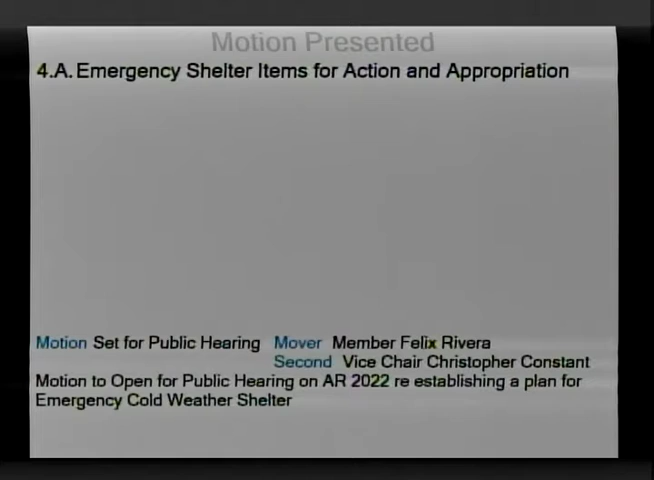 Motion Presented
4.A. Emergency Shelter Items for Action and Appropriation
Motion Set for Public Hearing Mover Member Felix Rivera
Second Vice Chair Christopher Constant
Motion to Open for Public Hearing on AR 2022 re establishing a plan for
Emergency Cold Weather Shelter